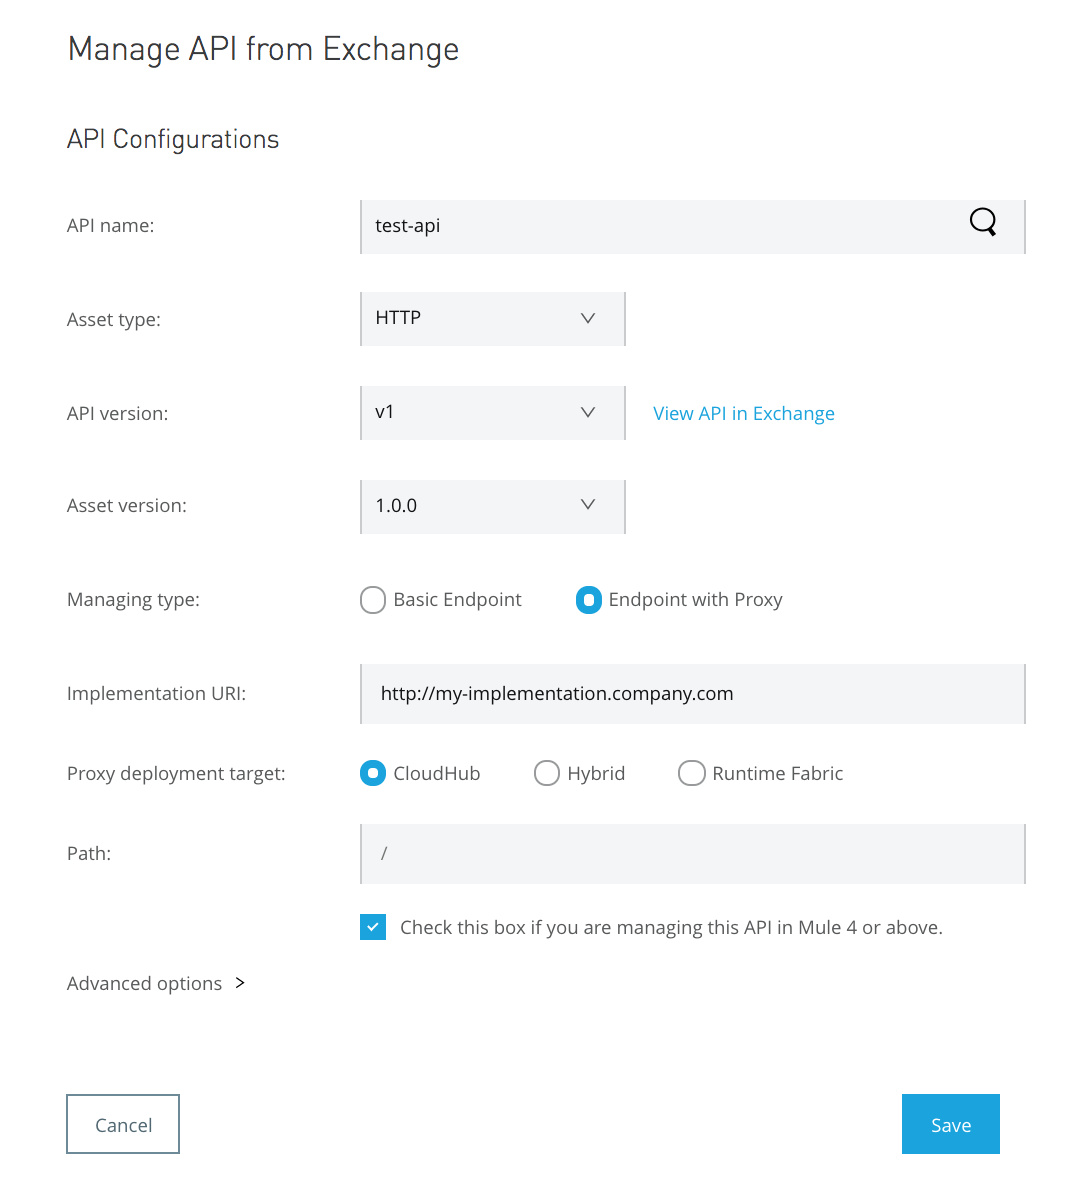 Manage API from Exchange
API Configurations
API name: test-api
Asset type: HTTP
API version: v1 View API in Exchange
Asset version: 1.0.0
Managing type: Basic Endpoint Endpoint with Proxy
Implementation URI: http://my-implementation.company.com
Proxy deployment target: CloudHub Hybrid Runtime Fabric
Path: /
Check this box if you are managing this API in Mule 4 or above.
Advanced options >
Cancel Save